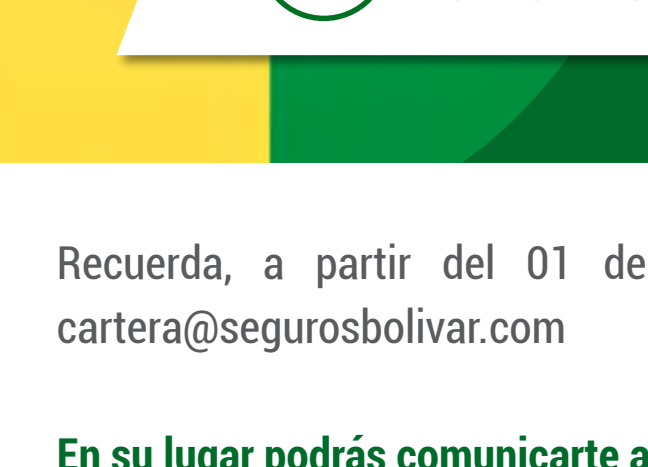 Recuerda, a partir del 01 de
cartera@segurosbolivar.com
En su lugar podrás comunicarte a